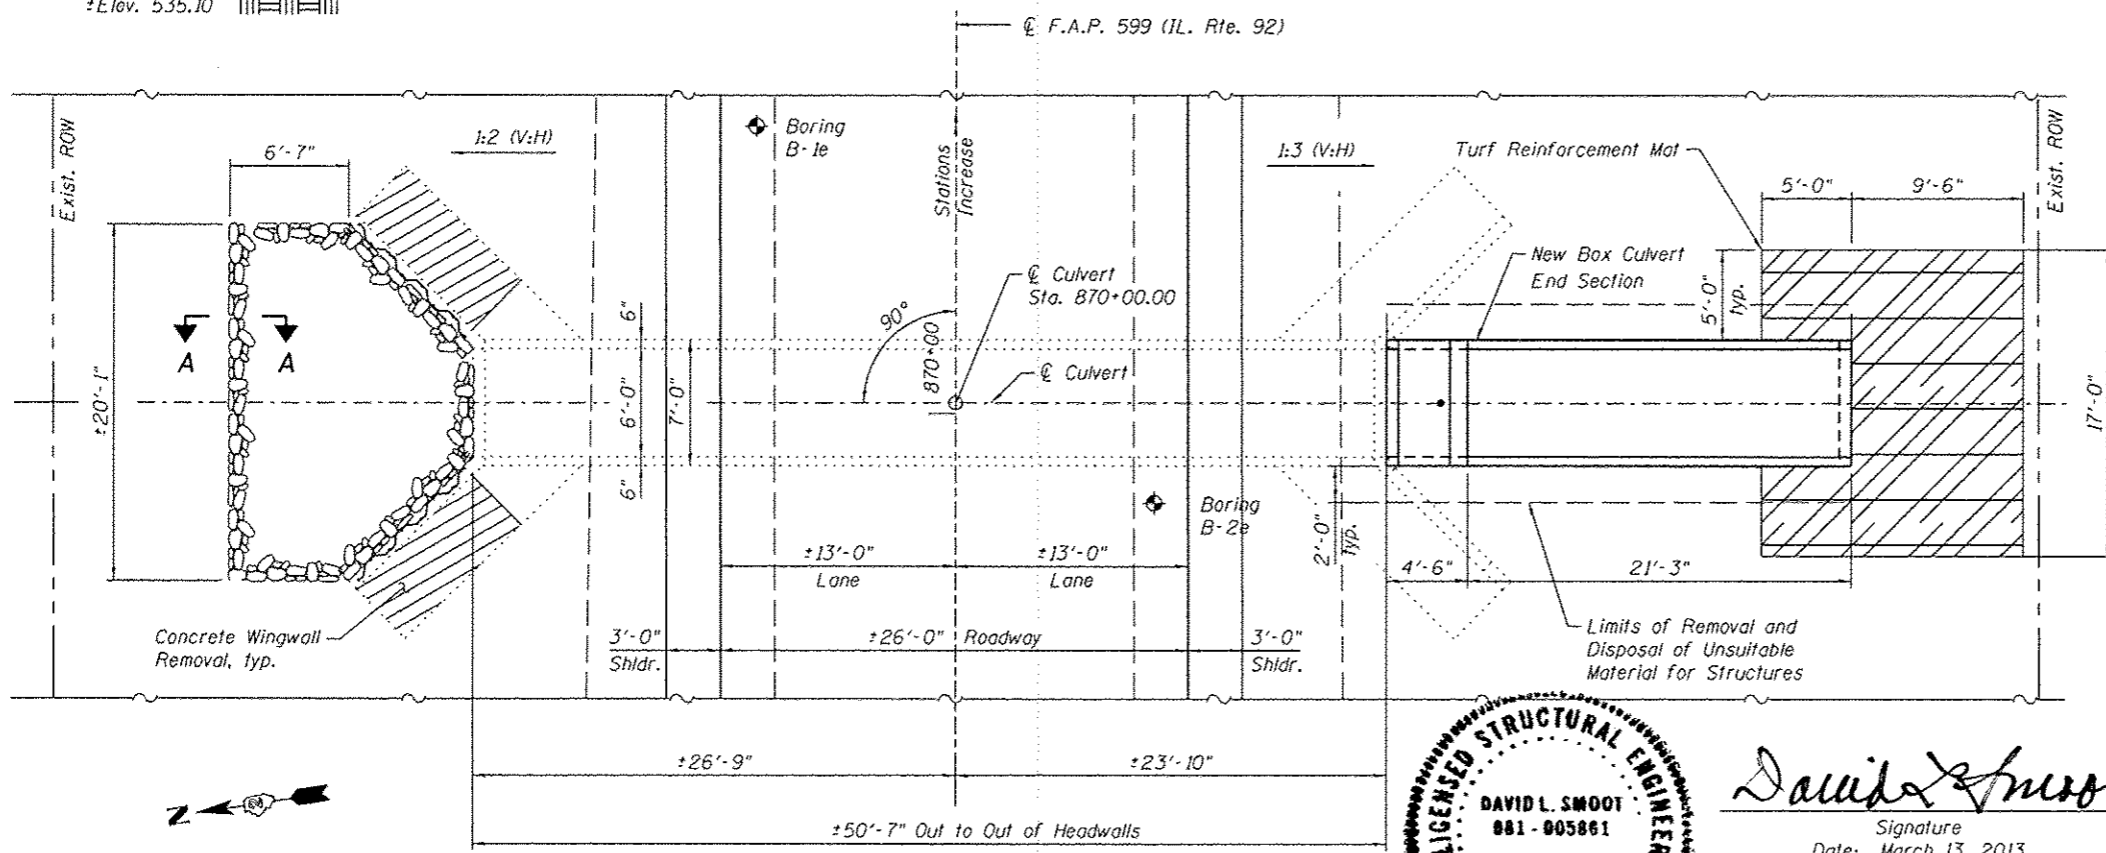 ±Elev. 535.10
℄ F.A.P. 599 (IL. Rte. 92)
Exist. ROW
6'-7"
1:2 (V:H)
Boring
B-1e
Stations
Increase
1:3 (V:H)
Turf Reinforcement Mat
5'-0"
9'-6"
Exist. ROW
New Box Culvert
End Section
5'-0"
typ.
℄ Culvert
Sta. 870+00.00
90°
870+00
℄ Culvert
A
A
±20'-1"
6"
6'-0"
6"
7'-0"
17'-0"
Boring
B-2e
2'-0"
typ.
±13'-0"
Lane
±13'-0"
Lane
4'-6"
21'-3"
Concrete Wingwall
Removal, typ.
3'-0"
Shldr.
±26'-0" Roadway
3'-0"
Shldr.
Limits of Removal and
Disposal of Unsuitable
Material for Structures
±26'-9"
±23'-10"
±50'-7" Out to Out of Headwalls
Z
LICENSED STRUCTURAL ENGINEER
DAVID L. SMOOT
081-005861
David L Smoo
Signature
Date: March 13, 2013